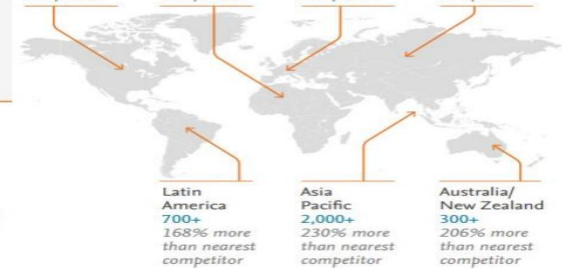 Latin
America
700+
168% more
than nearest
competitor
Asia
Pacific
2,000+
230% more
than nearest
competitor
Australia/
New Zealand
300+
206% more
than nearest
competitor